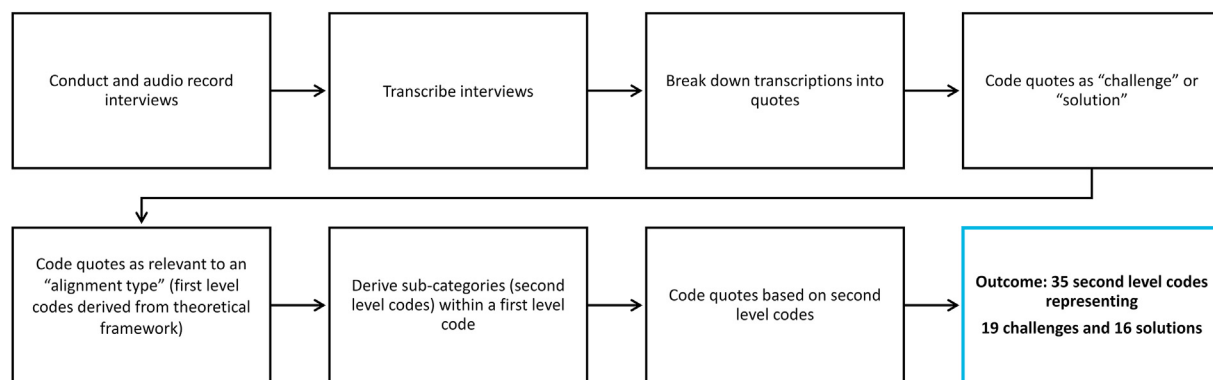 Conduct and audio record
interviews
Transcribe interviews
Break down transcriptions into
quotes
Code quotes as “challenge” or
“solution”
Code quotes as relevant to an
“alignment type” (first level
codes derived from theoretical
framework)
Derive sub-categories (second
level codes) within a first level
code
Code quotes based on second
level codes
Outcome: 35 second level codes
representing
19 challenges and 16 solutions